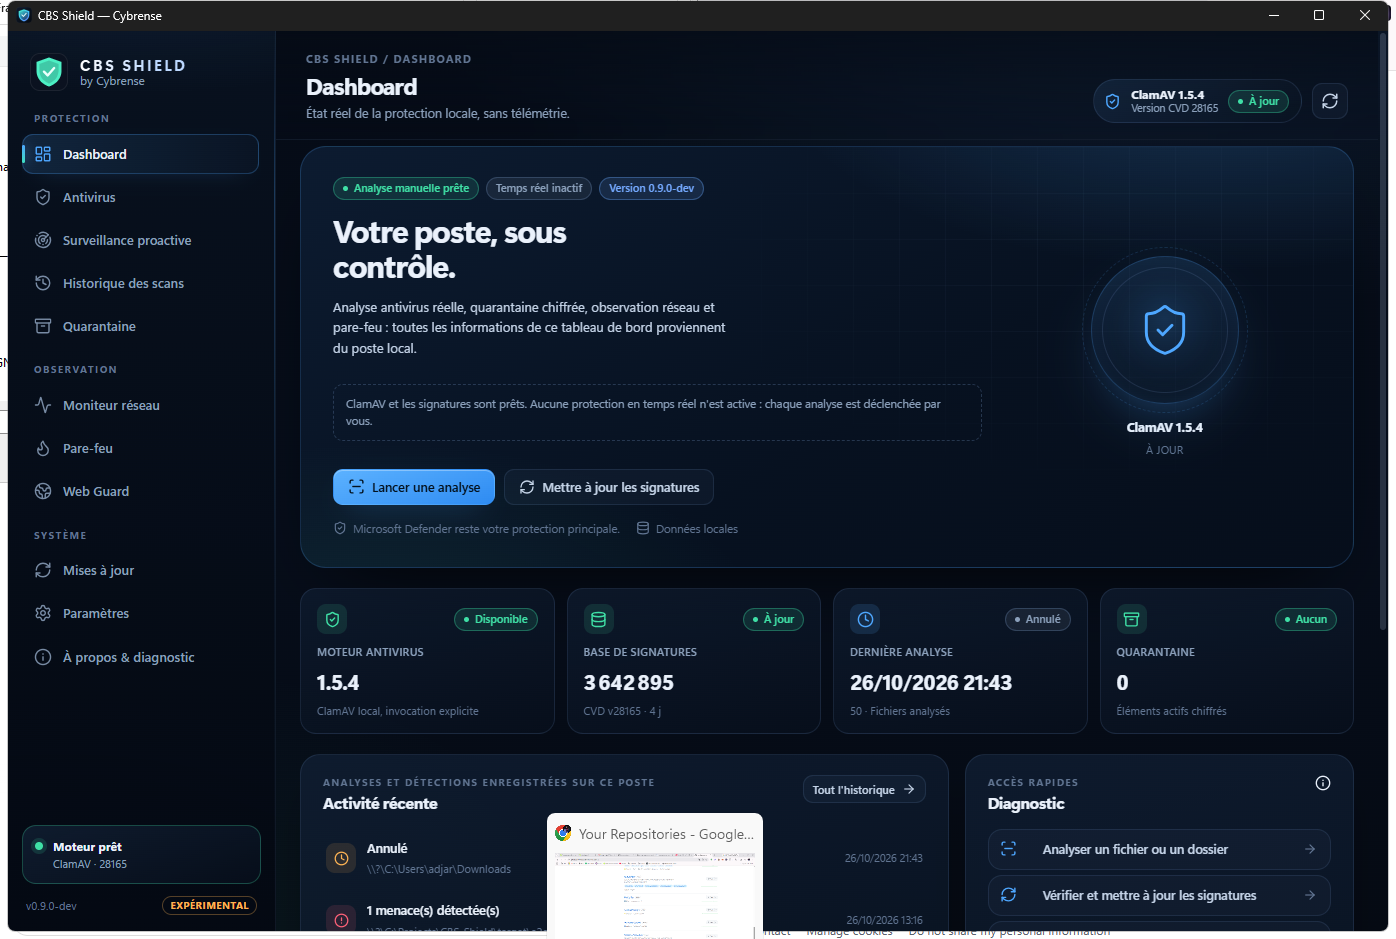 CBS Shield — Cybrense
CBS SHIELD
by Cybrense
PROTECTION
Dashboard
Antivirus
Surveillance proactive
Historique des scans
Quarantaine
OBSERVATION
Moniteur réseau
Pare-feu
Web Guard
SYSTÈME
Mises à jour
Paramètres
À propos & diagnostic
Moteur prêt
ClamAV · 28165
v0.9.0-dev
EXPÉRIMENTAL
CBS SHIELD / DASHBOARD
Dashboard
État réel de la protection locale, sans télémétrie.
ClamAV 1.5.4
Version CVD 28165
À jour
Analyse manuelle prête
Temps réel inactif
Version 0.9.0-dev
Votre poste, sous
contrôle.
Analyse antivirus réelle, quarantaine chiffrée, observation réseau et
pare-feu : toutes les informations de ce tableau de bord proviennent
du poste local.
ClamAV et les signatures sont prêts. Aucune protection en temps réel n'est active : chaque analyse est déclenchée par
vous.
Lancer une analyse
Mettre à jour les signatures
Microsoft Defender reste votre protection principale.
Données locales
ClamAV 1.5.4
À JOUR
Disponible
MOTEUR ANTIVIRUS
1.5.4
ClamAV local, invocation explicite
À jour
BASE DE SIGNATURES
3 642 895
CVD v28165 · 4 j
Annulé
DERNIÈRE ANALYSE
26/10/2026 21:43
50 · Fichiers analysés
Aucun
QUARANTAINE
0
Éléments actifs chiffrés
ANALYSES ET DÉTECTIONS ENREGISTRÉES SUR CE POSTE
Activité récente
Tout l'historique
Annulé
\\?\C:\Users\adjar\Downloads
26/10/2026 21:43
1 menace(s) détectée(s)
26/10/2026 13:16
ACCÈS RAPIDES
Diagnostic
Analyser un fichier ou un dossier
Vérifier et mettre à jour les signatures
Your Repositories - Google...
Manage cookies
Do not share my personal information